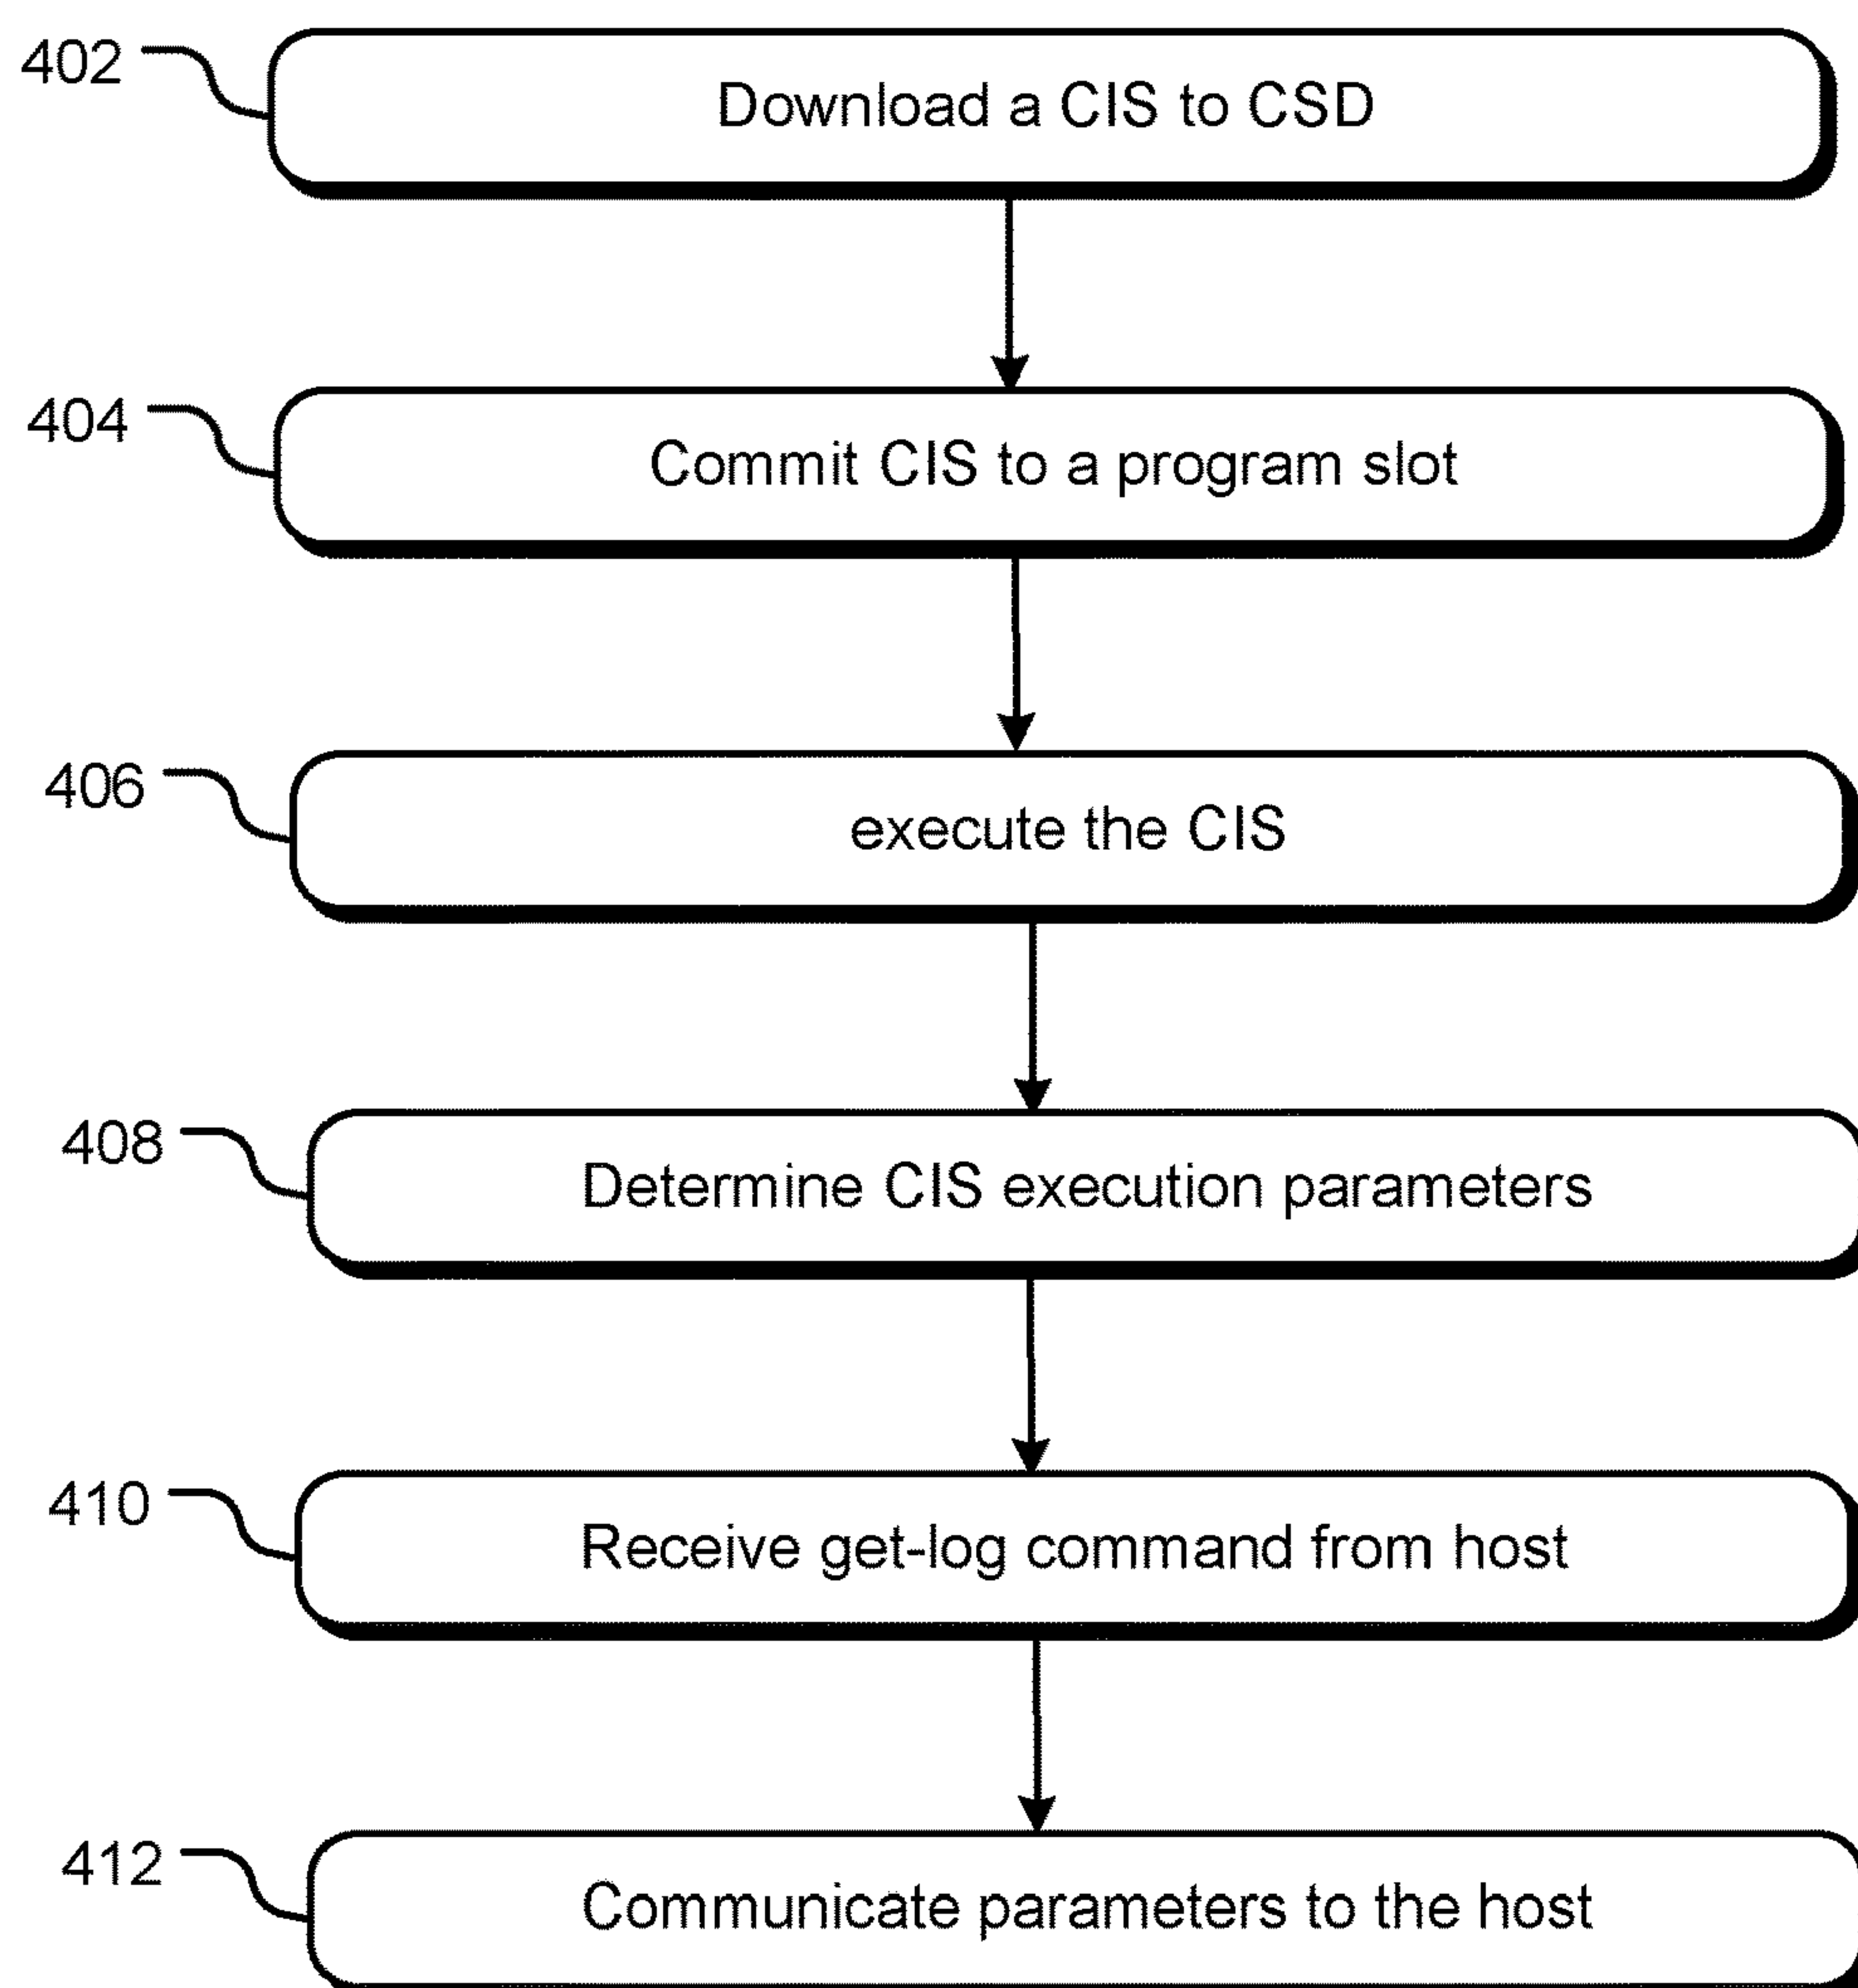 402
Download a CIS to CSD
404
Commit CIS to a program slot
406
execute the CIS
408
Determine CIS execution parameters
410
Receive get-log command from host
412
Communicate parameters to the host